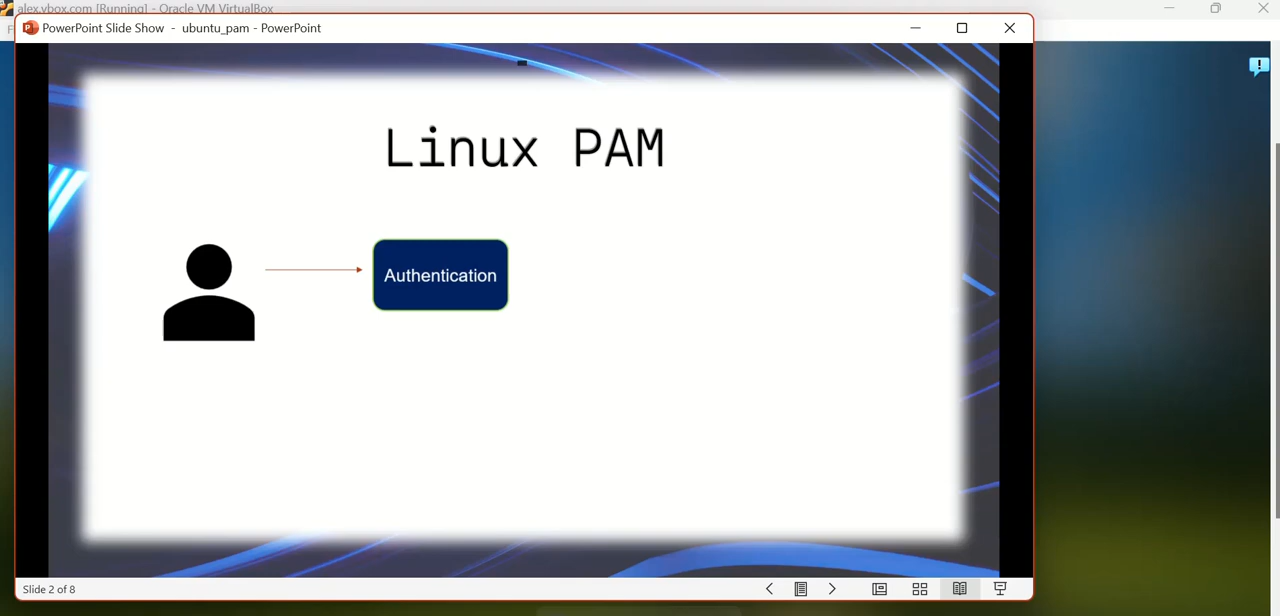 alex.vbox.com [Running] - Oracle VM VirtualBox
PowerPoint Slide Show - ubuntu_pam - PowerPoint
Linux PAM
Authentication
Slide 2 of 8